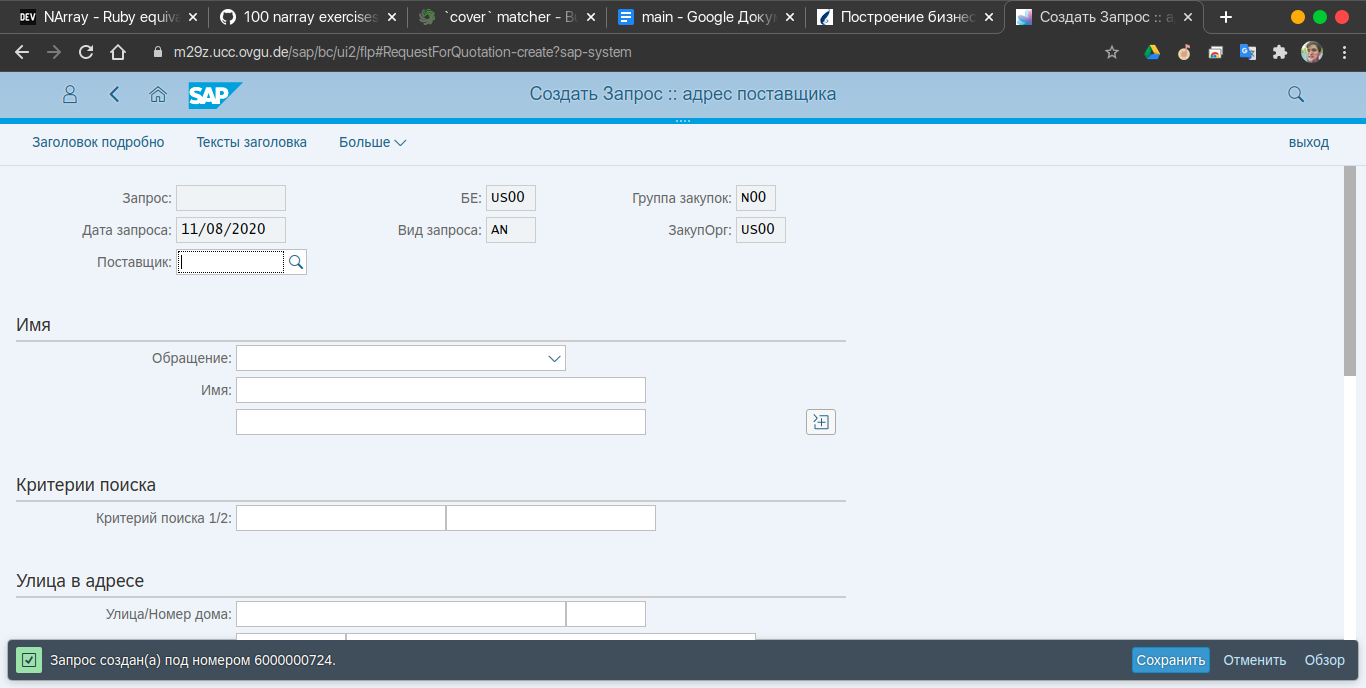 NArray - Ruby equiva
100 narray exercises
`cover` matcher - Bu
main - Google Доку
Построение бизнес
Создать Запрос :: а
m29z.ucc.ovgu.de/sap/bc/ui2/flp#RequestForQuotation-create?sap-system
SAP
Создать Запрос :: адрес поставщика
Заголовок подробно Тексты заголовка Больше выход
Запрос: БЕ: US00 Группа закупок: N00
Дата запроса: 11/08/2020 Вид запроса: AN ЗакупОрг: US00
Поставщик:
Имя
Обращение:
Имя:
Критерии поиска
Критерий поиска 1/2:
Улица в адресе
Улица/Номер дома:
Запрос создан(а) под номером 6000000724. Сохранить Отменить Обзор